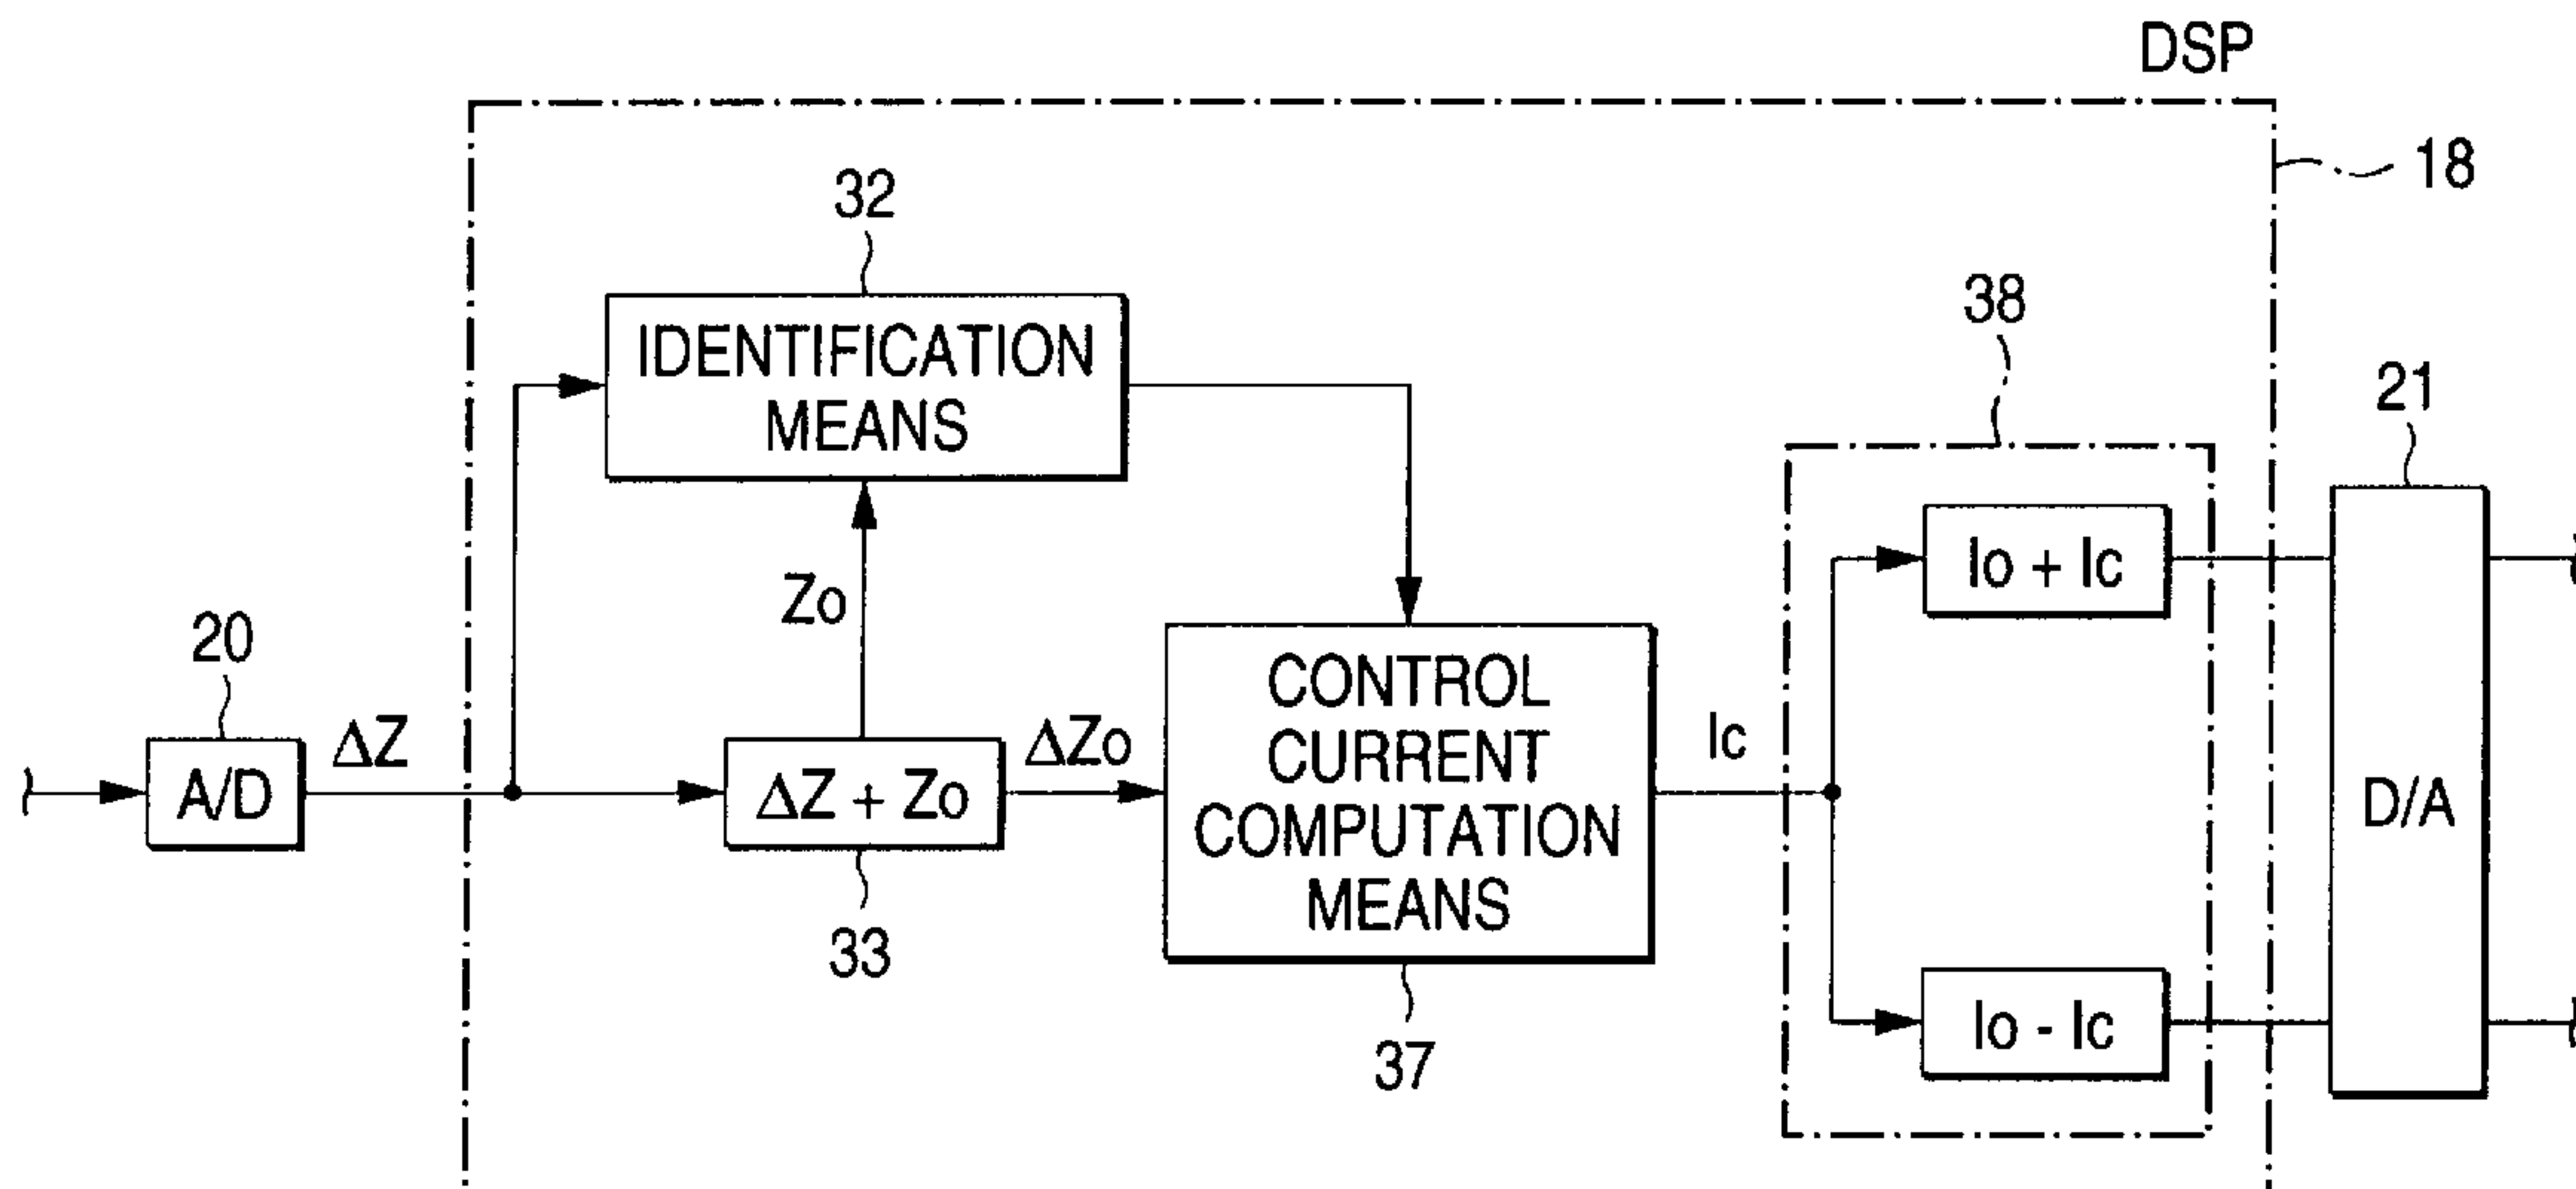 DSP
18
32
IDENTIFICATION
MEANS
38
21
Zo
Io + Ic
20
ΔZ
A/D
ΔZ + Zo
33
ΔZo
CONTROL
CURRENT
COMPUTATION
MEANS
37
Ic
D/A
Io - Ic